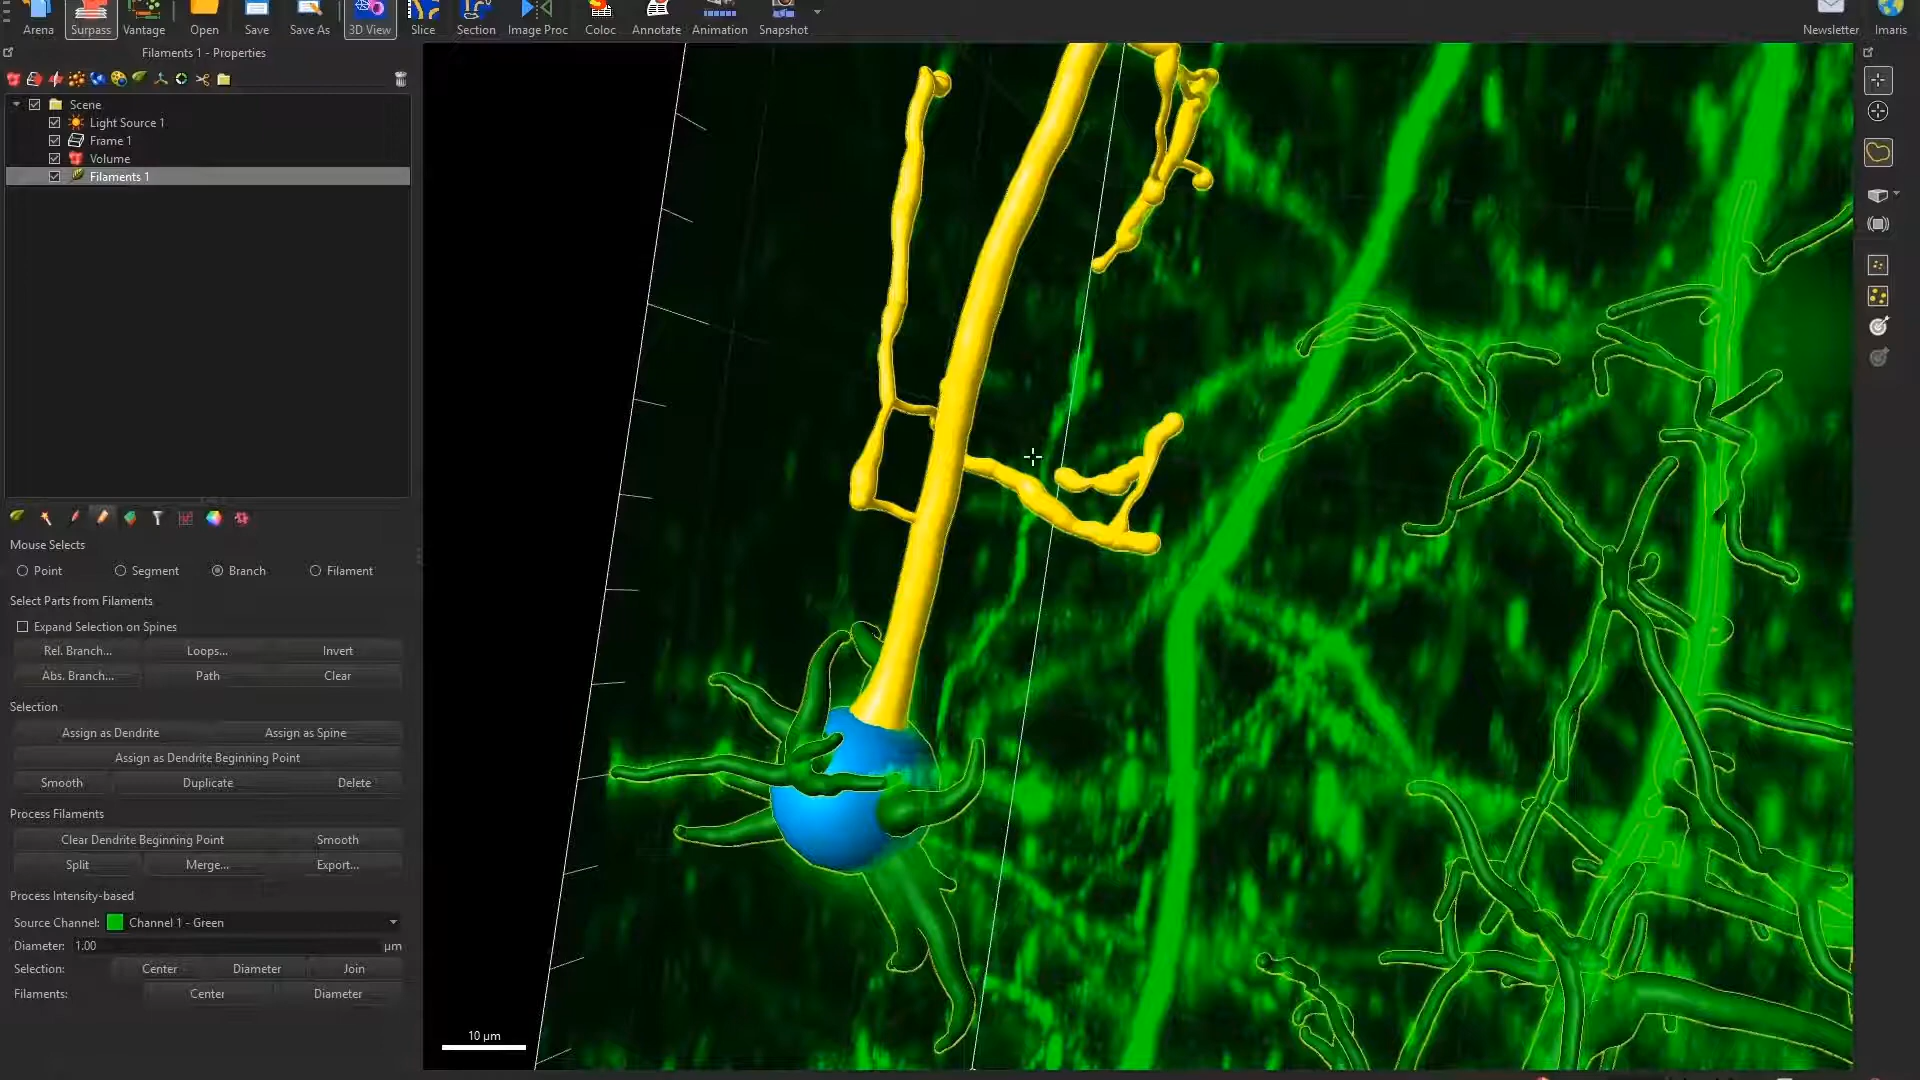 Arena Surpass Vantage Open Save Save As 3D View Slice Section Image Proc Coloc Annotate Animation Snapshot Newsletter Imaris
Filaments 1 - Properties
Scene
Light Source 1
Frame 1
Volume
Filaments 1
Mouse Selects
Point Segment Branch Filament
Select Parts from Filaments
Expand Selection on Spines
Rel. Branch... Loops... Invert
Abs. Branch... Path Clear
Selection
Assign as Dendrite Assign as Spine
Assign as Dendrite Beginning Point
Smooth Duplicate Delete
Process Filaments
Clear Dendrite Beginning Point Smooth
Split Merge... Export...
Process Intensity-based
Source Channel: Channel 1 - Green
Diameter: 1.00 µm
Selection: Center Diameter Join
Filaments: Center Diameter
10 µm